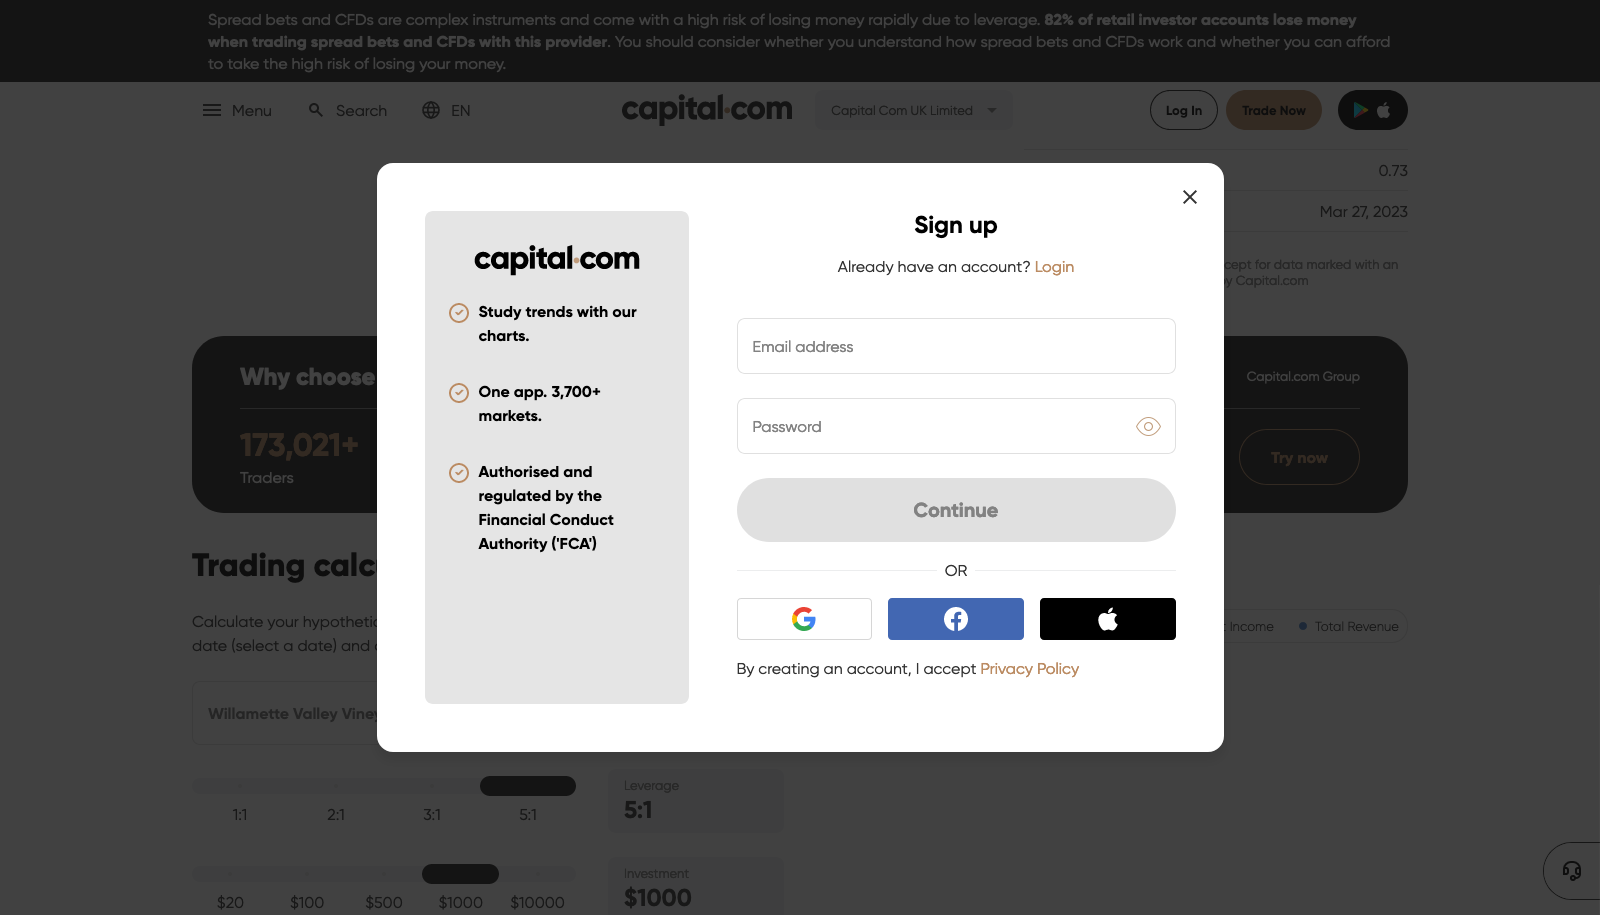 Spread bets and CFDs are complex instruments and come with a high risk of losing money rapidly due to leverage. 82% of retail investor accounts lose money
when trading spread bets and CFDs with this provider. You should consider whether you understand how spread bets and CFDs work and whether you can afford
to take the high risk of losing your money.
Menu Search EN capital.com Capital Com UK Limited Log In Trade Now
0.73
Mar 27, 2023
Sign up
Already have an account? Login
capital.com
Study trends with our
charts.
One app. 3,700+
markets.
Authorised and
regulated by the
Financial Conduct
Authority ('FCA')
Email address
Password
Continue
OR
By creating an account, I accept Privacy Policy
for data marked with an
Capital.com
Why choose
Capital.com Group
173,021+
Traders
Try now
Trading
Calculate your
date (select a date) and
Income Total Revenue
Willamette Valley
1:1 2:1 3:1 5:1
Leverage
5:1
$20 $100 $500 $1000 $10000
Investment
$1000